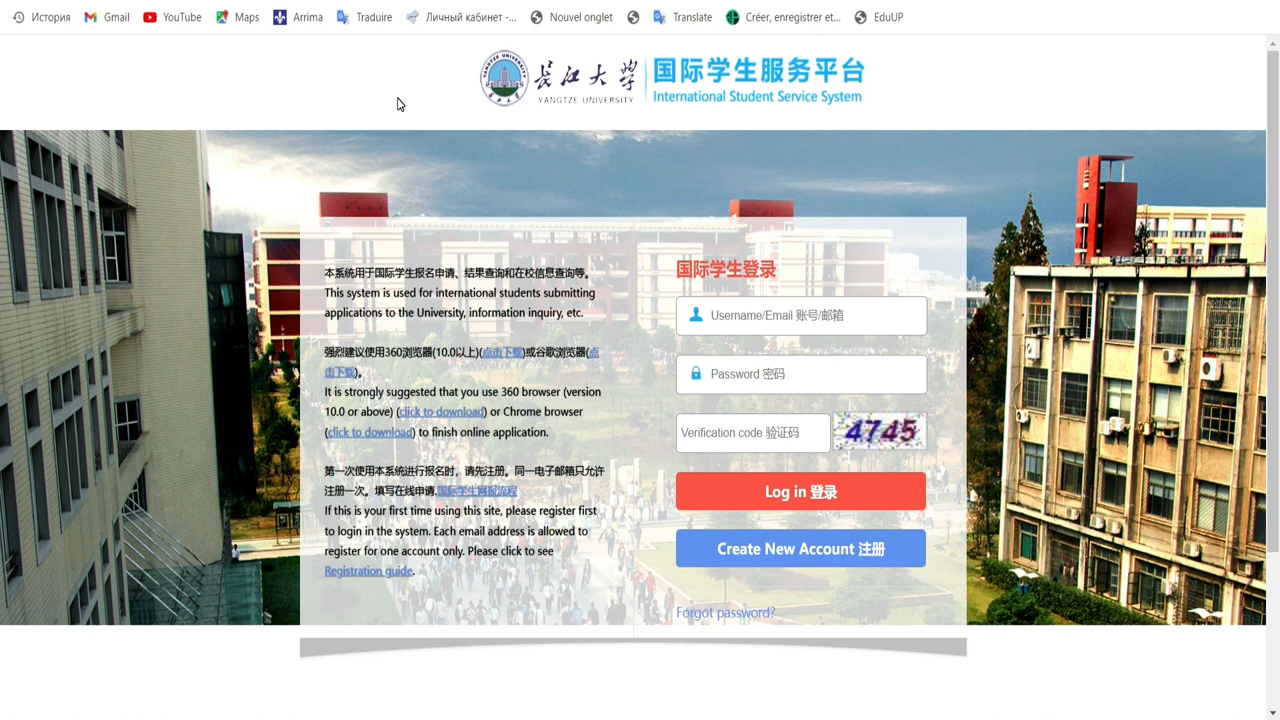 История Gmail YouTube Maps Arrima Traduire Личный кабинет -... Nouvel onglet Translate Créer, enregistrer et... EduUP
YANGTZE UNIVERSITY
长江大学
YANGTZE UNIVERSITY
国际学生服务平台
International Student Service System
本系统用于国际学生报名申请、结果查询和在校信息查询等。
This system is used for international students submitting
applications to the University, information inquiry, etc.
强烈建议使用360浏览器(10.0以上)(点击下载)或谷歌浏览器(点
击下载)。
It is strongly suggested that you use 360 browser (version
10.0 or above) (click to download) or Chrome browser
(click to download) to finish online application.
第一次使用本系统进行报名时，请先注册。同一电子邮箱只允许
注册一次。填写在线申请.国际学生网报流程
If this is your first time using this site, please register first
to login in the system. Each email address is allowed to
register for one account only. Please click to see
Registration guide.
国际学生登录
Username/Email 账号/邮箱
Password 密码
Verification code 验证码
4745
Log in 登录
Create New Account 注册
Forgot password?